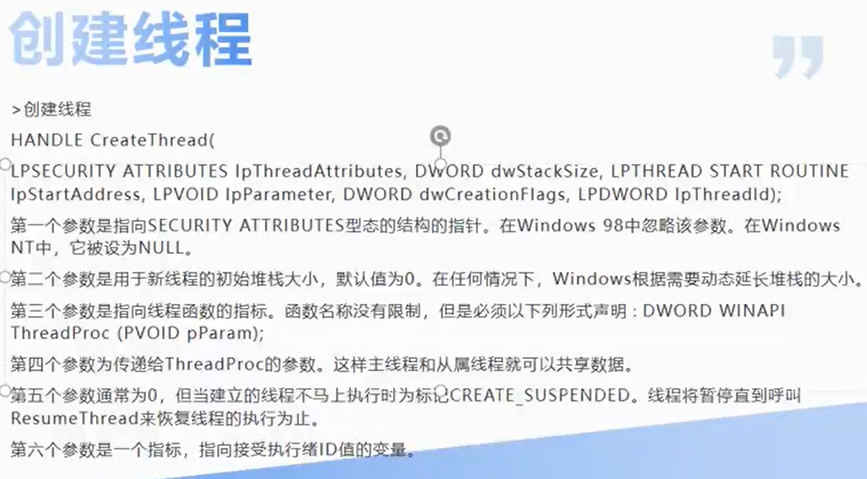 创建线程
>创建线程
HANDLE CreateThread(
LPSECURITY ATTRIBUTES lpThreadAttributes, DWORD dwStackSize, LPTHREAD START ROUTINE
lpStartAddress, LPVOID lpParameter, DWORD dwCreationFlags, LPDWORD lpThreadId);
第一个参数是指向SECURITY ATTRIBUTES型态的结构的指针。在Windows 98中忽略该参数。在Windows
NT中，它被设为NULL。
第二个参数是用于新线程的初始堆栈大小，默认值为0。在任何情况下，Windows根据需要动态延长堆栈的大小。
第三个参数是指向线程函数的指标。函数名称没有限制，但是必须以下列形式声明：DWORD WINAPI
ThreadProc (PVOID pParam);
第四个参数为传递给ThreadProc的参数。这样主线程和从属线程就可以共享数据。
第五个参数通常为0，但当建立的线程不马上执行时为标记CREATE_SUSPENDED。线程将暂停直到呼叫
ResumeThread来恢复线程的执行为止。
第六个参数是一个指标，指向接受执行绪ID值的变量。